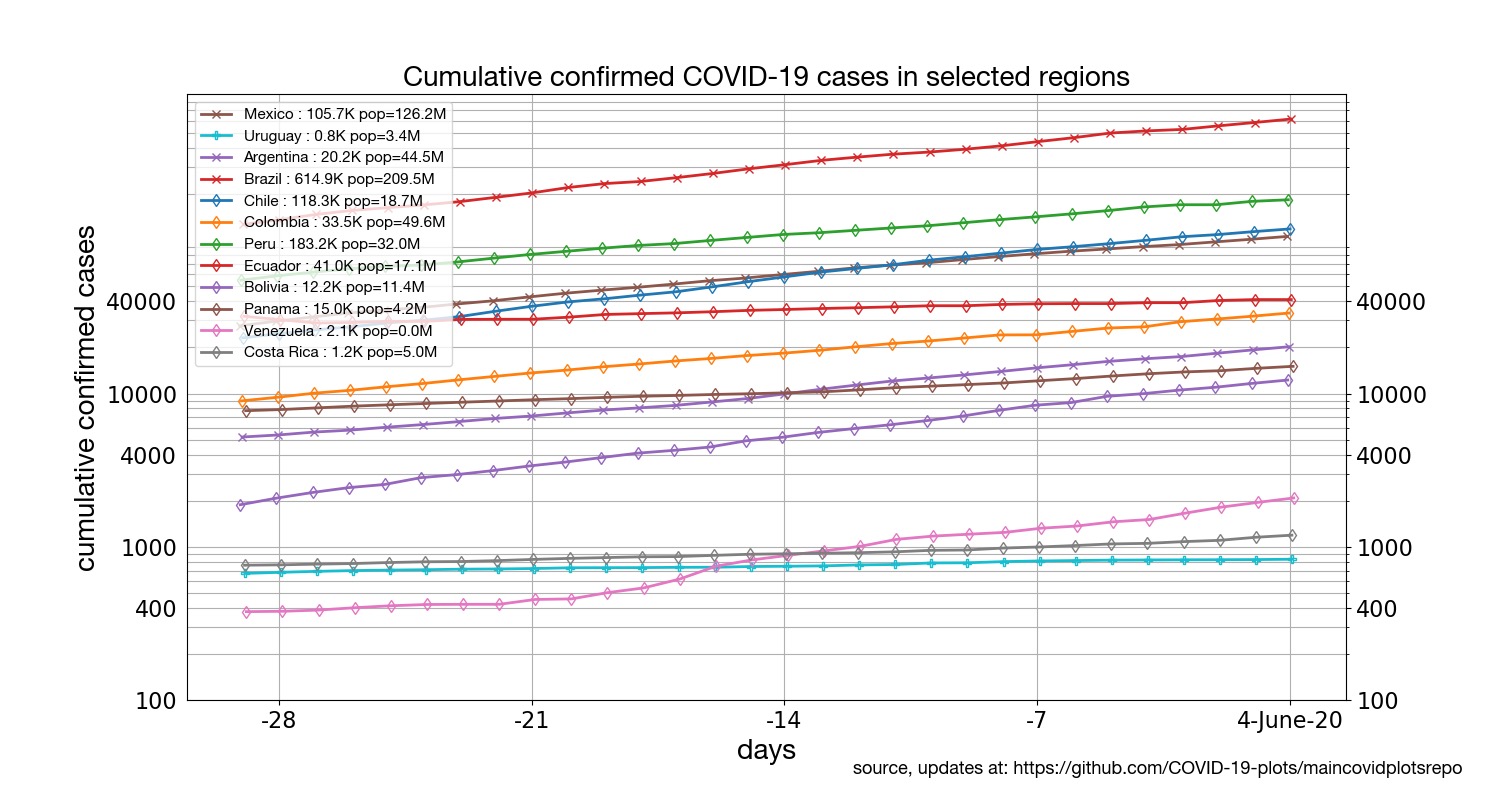 Cumulative confirmed COVID-19 cases in selected regions
Mexico : 105.7K pop=126.2M
Uruguay : 0.8K pop=3.4M
Argentina : 20.2K pop=44.5M
Brazil : 614.9K pop=209.5M
Chile : 118.3K pop=18.7M
Colombia : 33.5K pop=49.6M
Peru : 183.2K pop=32.0M
Ecuador : 41.0K pop=17.1M
Bolivia : 12.2K pop=11.4M
Panama : 15.0K pop=4.2M
Venezuela : 2.1K pop=0.0M
Costa Rica : 1.2K pop=5.0M
cumulative confirmed cases
40000
10000
4000
1000
400
100
40000
10000
4000
1000
400
100
-28 -21 -14 -7 4-June-20
days
source, updates at: https://github.com/COVID-19-plots/maincovidplotsrepo